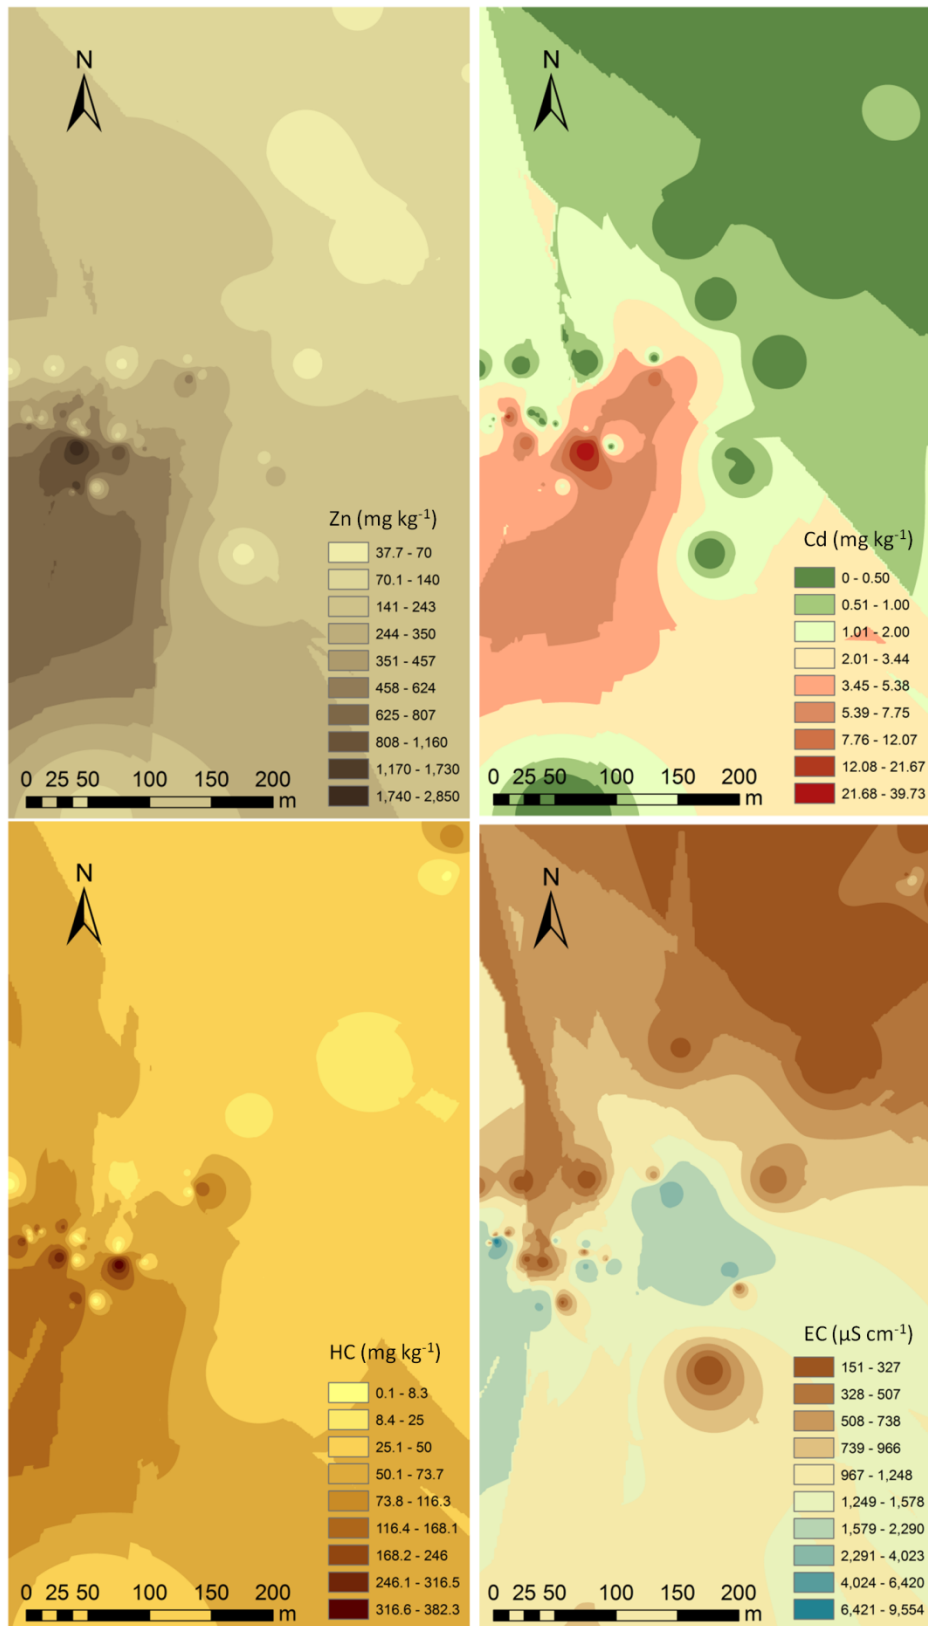 N
Zn (mg kg⁻¹)
37.7 - 70
70.1 - 140
141 - 243
244 - 350
351 - 457
458 - 624
625 - 807
808 - 1,160
1,170 - 1,730
1,740 - 2,850
0 25 50 100 150 200
m
N
Cd (mg kg⁻¹)
0 - 0.50
0.51 - 1.00
1.01 - 2.00
2.01 - 3.44
3.45 - 5.38
5.39 - 7.75
7.76 - 12.07
12.08 - 21.67
21.68 - 39.73
0 25 50 100 150 200
m
N
HC (mg kg⁻¹)
0.1 - 8.3
8.4 - 25
25.1 - 50
50.1 - 73.7
73.8 - 116.3
116.4 - 168.1
168.2 - 246
246.1 - 316.5
316.6 - 382.3
0 25 50 100 150 200
m
N
EC (µS cm⁻¹)
151 - 327
328 - 507
508 - 738
739 - 966
967 - 1,248
1,249 - 1,578
1,579 - 2,290
2,291 - 4,023
4,024 - 6,420
6,421 - 9,554
0 25 50 100 150 200
m